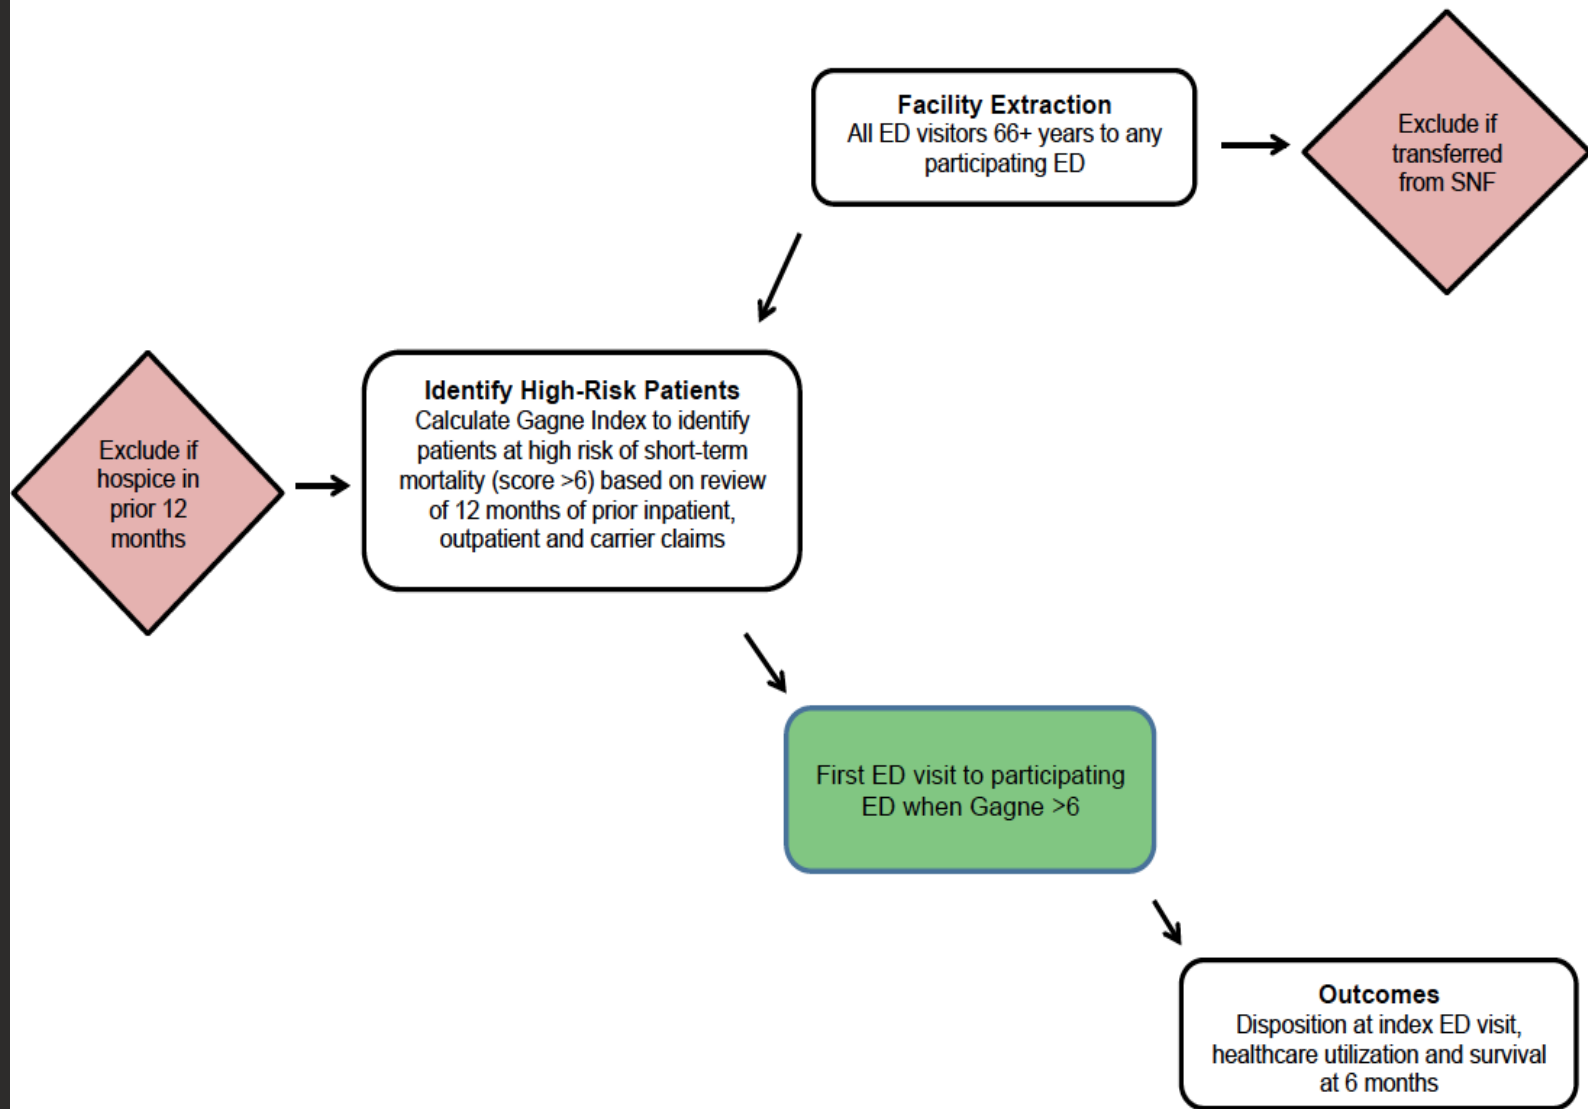 Facility Extraction
All ED visitors 66+ years to any
participating ED
Exclude if
transferred
from SNF
Exclude if
hospice in
prior 12
months
Identify High-Risk Patients
Calculate Gagne Index to identify
patients at high risk of short-term
mortality (score >6) based on review
of 12 months of prior inpatient,
outpatient and carrier claims
First ED visit to participating
ED when Gagne >6
Outcomes
Disposition at index ED visit,
healthcare utilization and survival
at 6 months